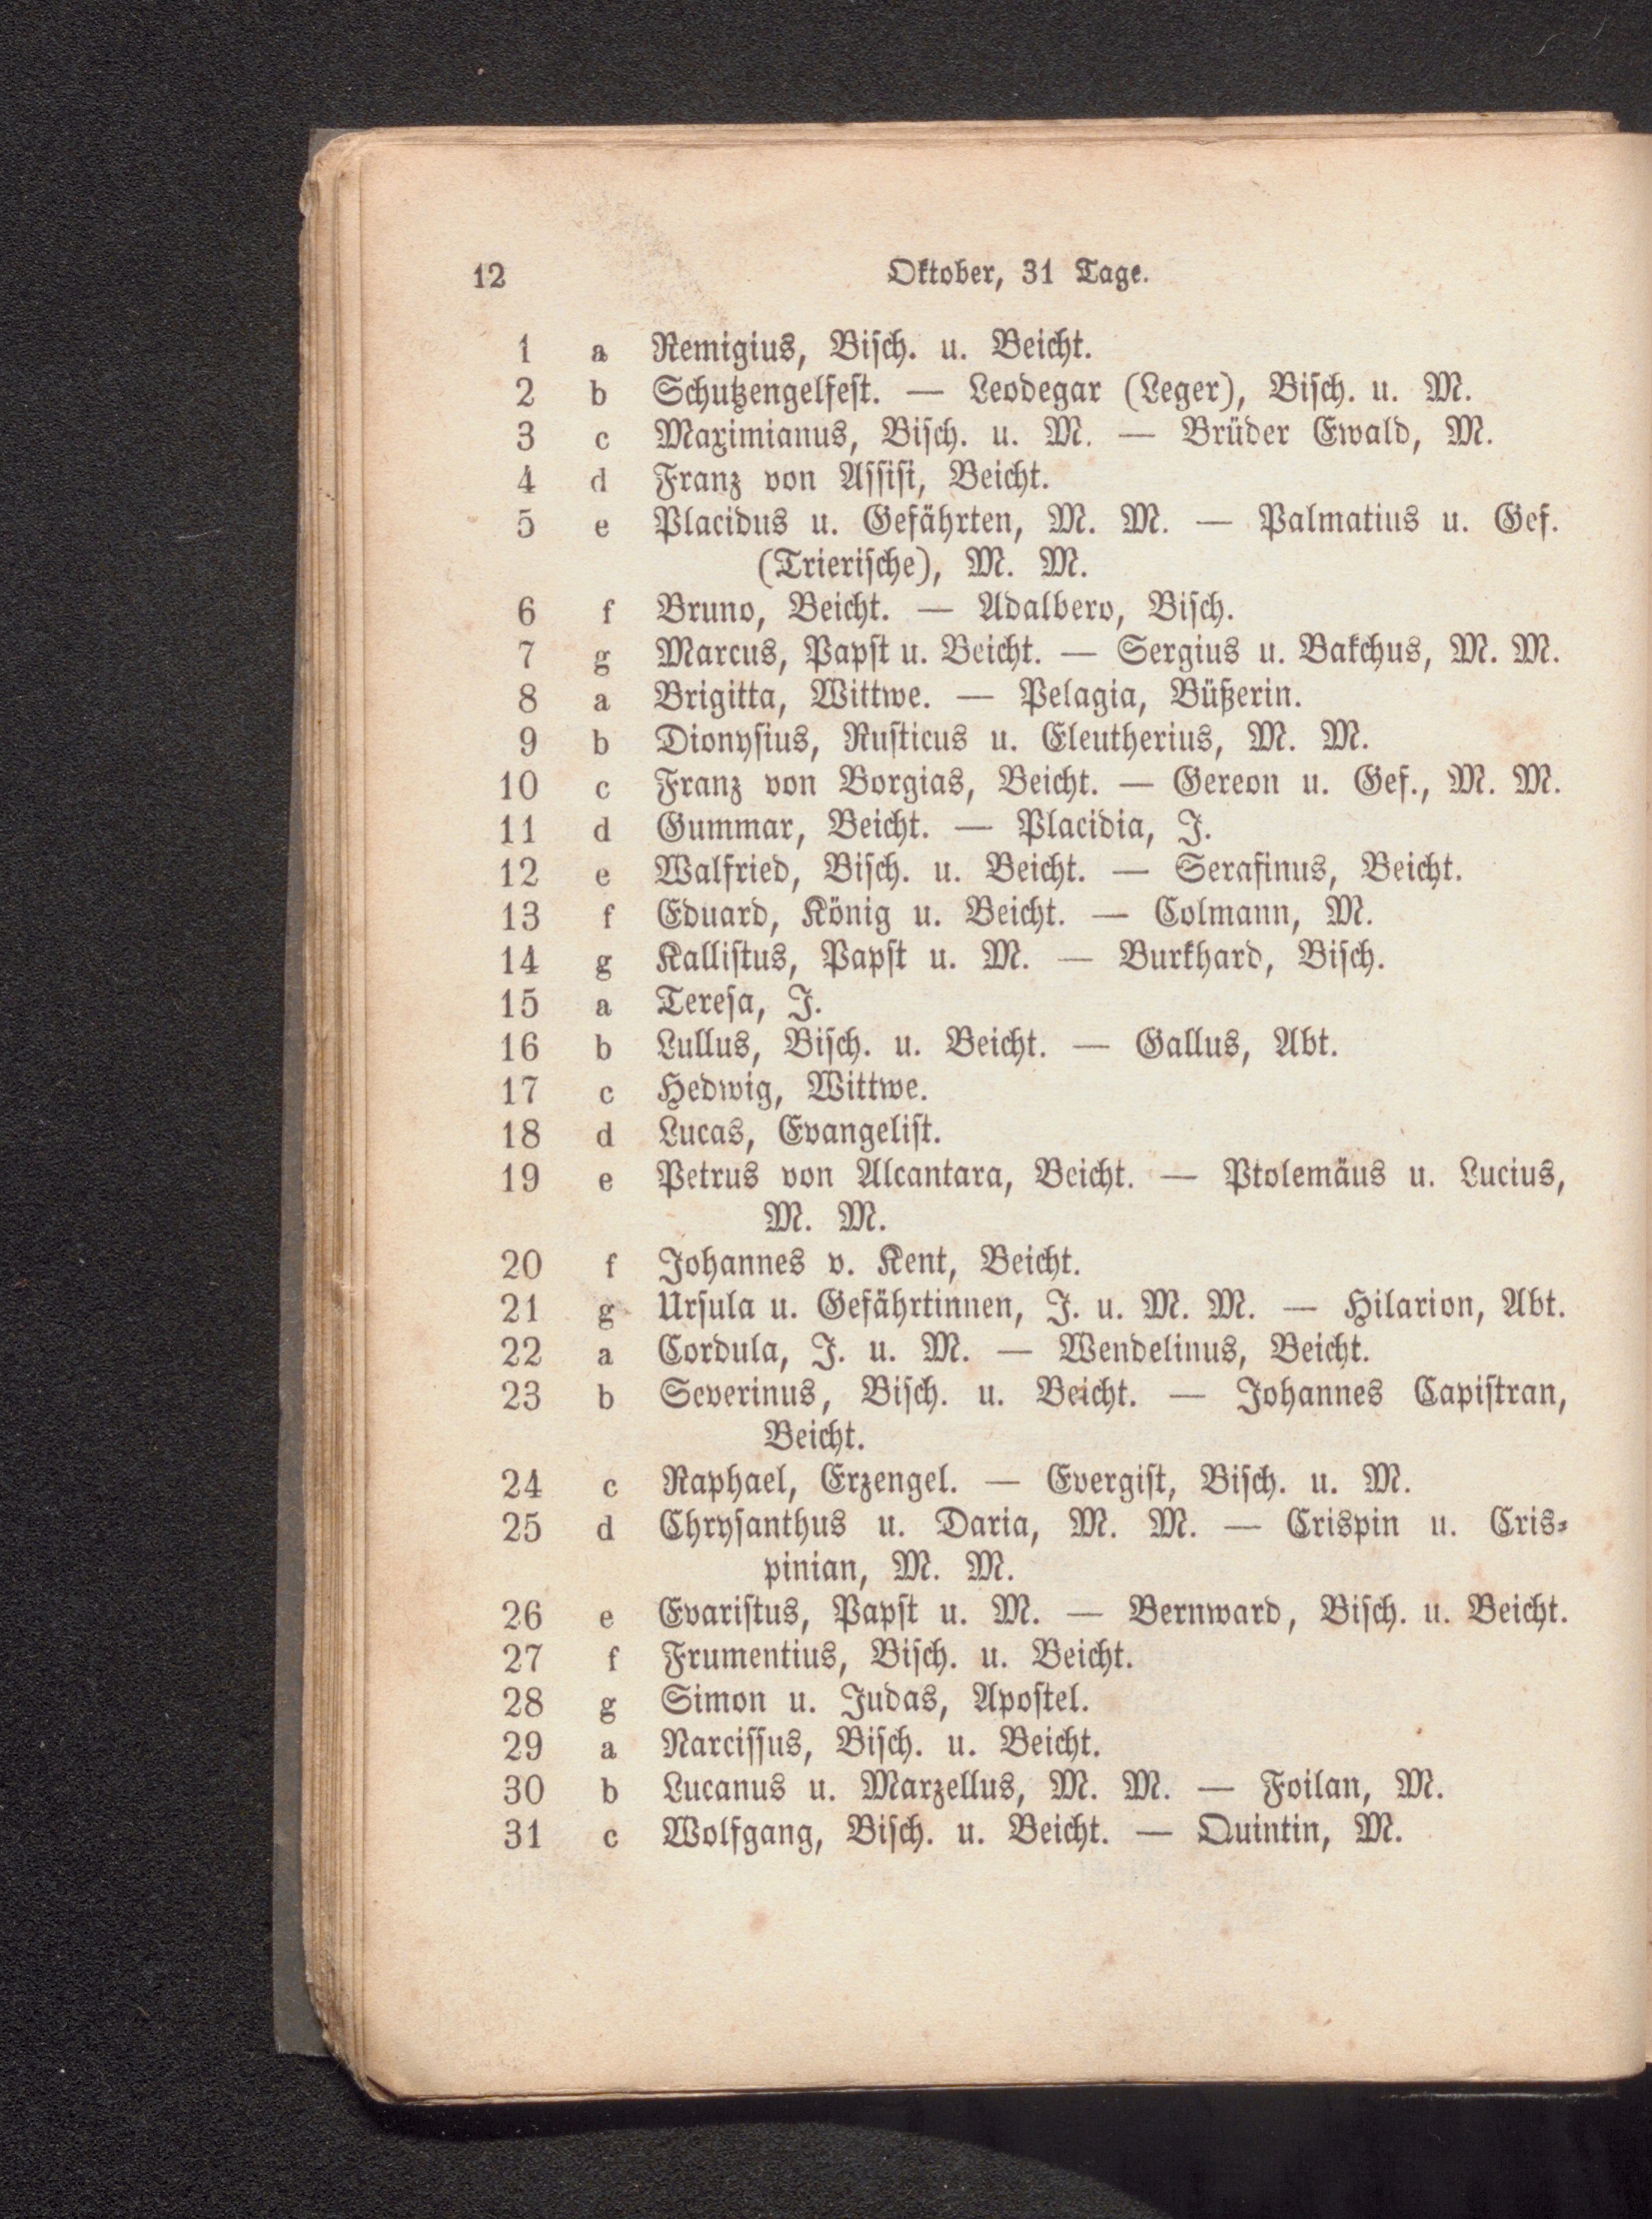 12 Oktober, 31 Tage.
1 a Remigius, Bisch. u. Beicht.
2 b Schutzengelfest. — Leodegar (Leger), Bisch. u. M.
3 c Maximianus, Bisch. u. M. — Brüder Ewald, M.
4 d Franz von Assisi, Beicht.
5 e Placidus u. Gefährten, M. M. — Palmatius u. Gef.
(Trierische), M. M.
6 f Bruno, Beicht. — Adalbero, Bisch.
7 g Marcus, Papst u. Beicht. — Sergius u. Bakchus, M. M.
8 a Brigitta, Wittwe. — Pelagia, Büßerin.
9 b Dionysius, Rusticus u. Eleutherius, M. M.
10 c Franz von Borgias, Beicht. — Gereon u. Gef., M. M.
11 d Gummar, Beicht. — Placidia, J.
12 e Walfried, Bisch. u. Beicht. — Serafinus, Beicht.
13 f Eduard, König u. Beicht. — Colmann, M.
14 g Kallistus, Papst u. M. — Burkhard, Bisch.
15 a Teresa, J.
16 b Lullus, Bisch. u. Beicht. — Gallus, Abt.
17 c Hedwig, Wittwe.
18 d Lucas, Evangelist.
19 e Petrus von Alcantara, Beicht. — Ptolemäus u. Lucius,
M. M.
20 f Johannes v. Kent, Beicht.
21 g Ursula u. Gefährtinnen, J. u. M. M. — Hilarion, Abt.
22 a Cordula, J. u. M. — Wendelinus, Beicht.
23 b Severinus, Bisch. u. Beicht. — Johannes Capistran,
Beicht.
24 c Raphael, Erzengel. — Evergist, Bisch. u. M.
25 d Chrysanthus u. Daria, M. M. — Crispin u. Cris-
pinian, M. M.
26 e Evaristus, Papst u. M. — Bernward, Bisch. u. Beicht.
27 f Frumentius, Bisch. u. Beicht.
28 g Simon u. Judas, Apostel.
29 a Narcissus, Bisch. u. Beicht.
30 b Lucanus u. Marzellus, M. M. — Foilan, M.
31 c Wolfgang, Bisch. u. Beicht. — Quintin, M.